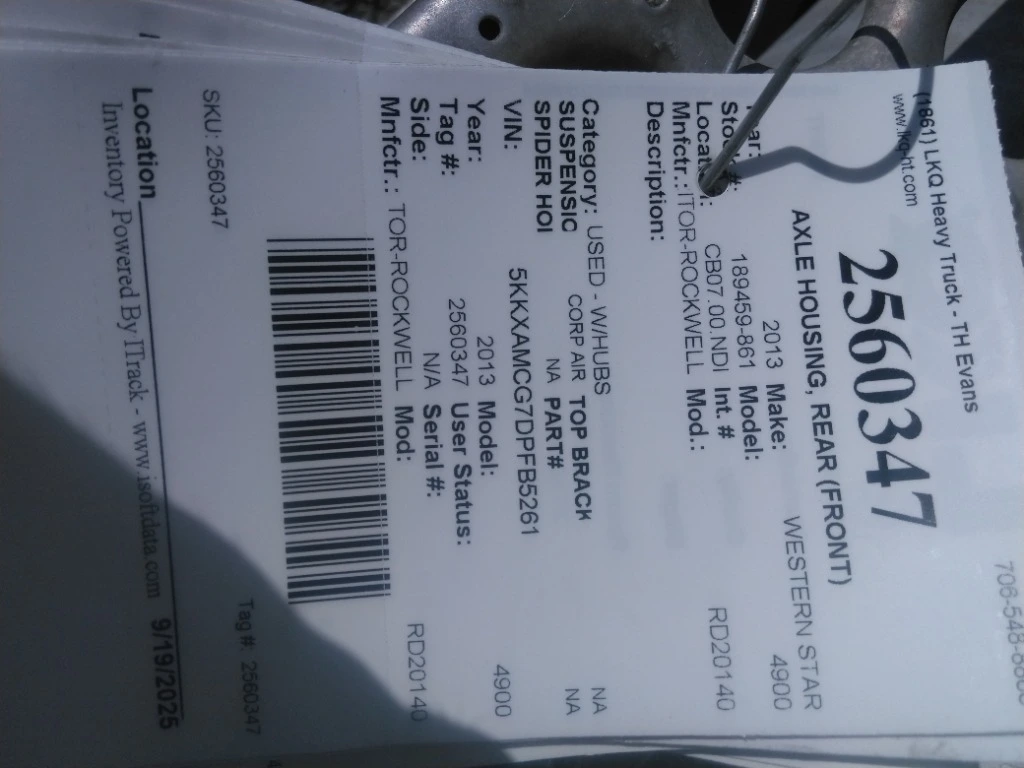 (1861) LKQ Heavy Truck - TH Evans
2560347
AXLE HOUSING, REAR (FRONT)
2013 Make: WESTERN STAR
189459-861 Model: 4900
CB07.00.NDI Int. #
Mnfctr.: ITOR-ROCKWELL Mod.: RD20140
Description:
Category: USED - W/HUBS NA
SUSPENSIC CORP AIR TOP BRACK NA
SPIDER HOI NA PART#
VIN: 5KKXAMCG7DPFB5261
Year: 2013 Model: 4900
Tag #: 2560347 User Status:
Side: N/A Serial #:
Mnfctr.: TOR-ROCKWELL Mod: RD20140
SKU: 2560347 Tag #: 2560347
Location
Inventory Powered By ITrack - www.isoftdata.com 9/19/2025